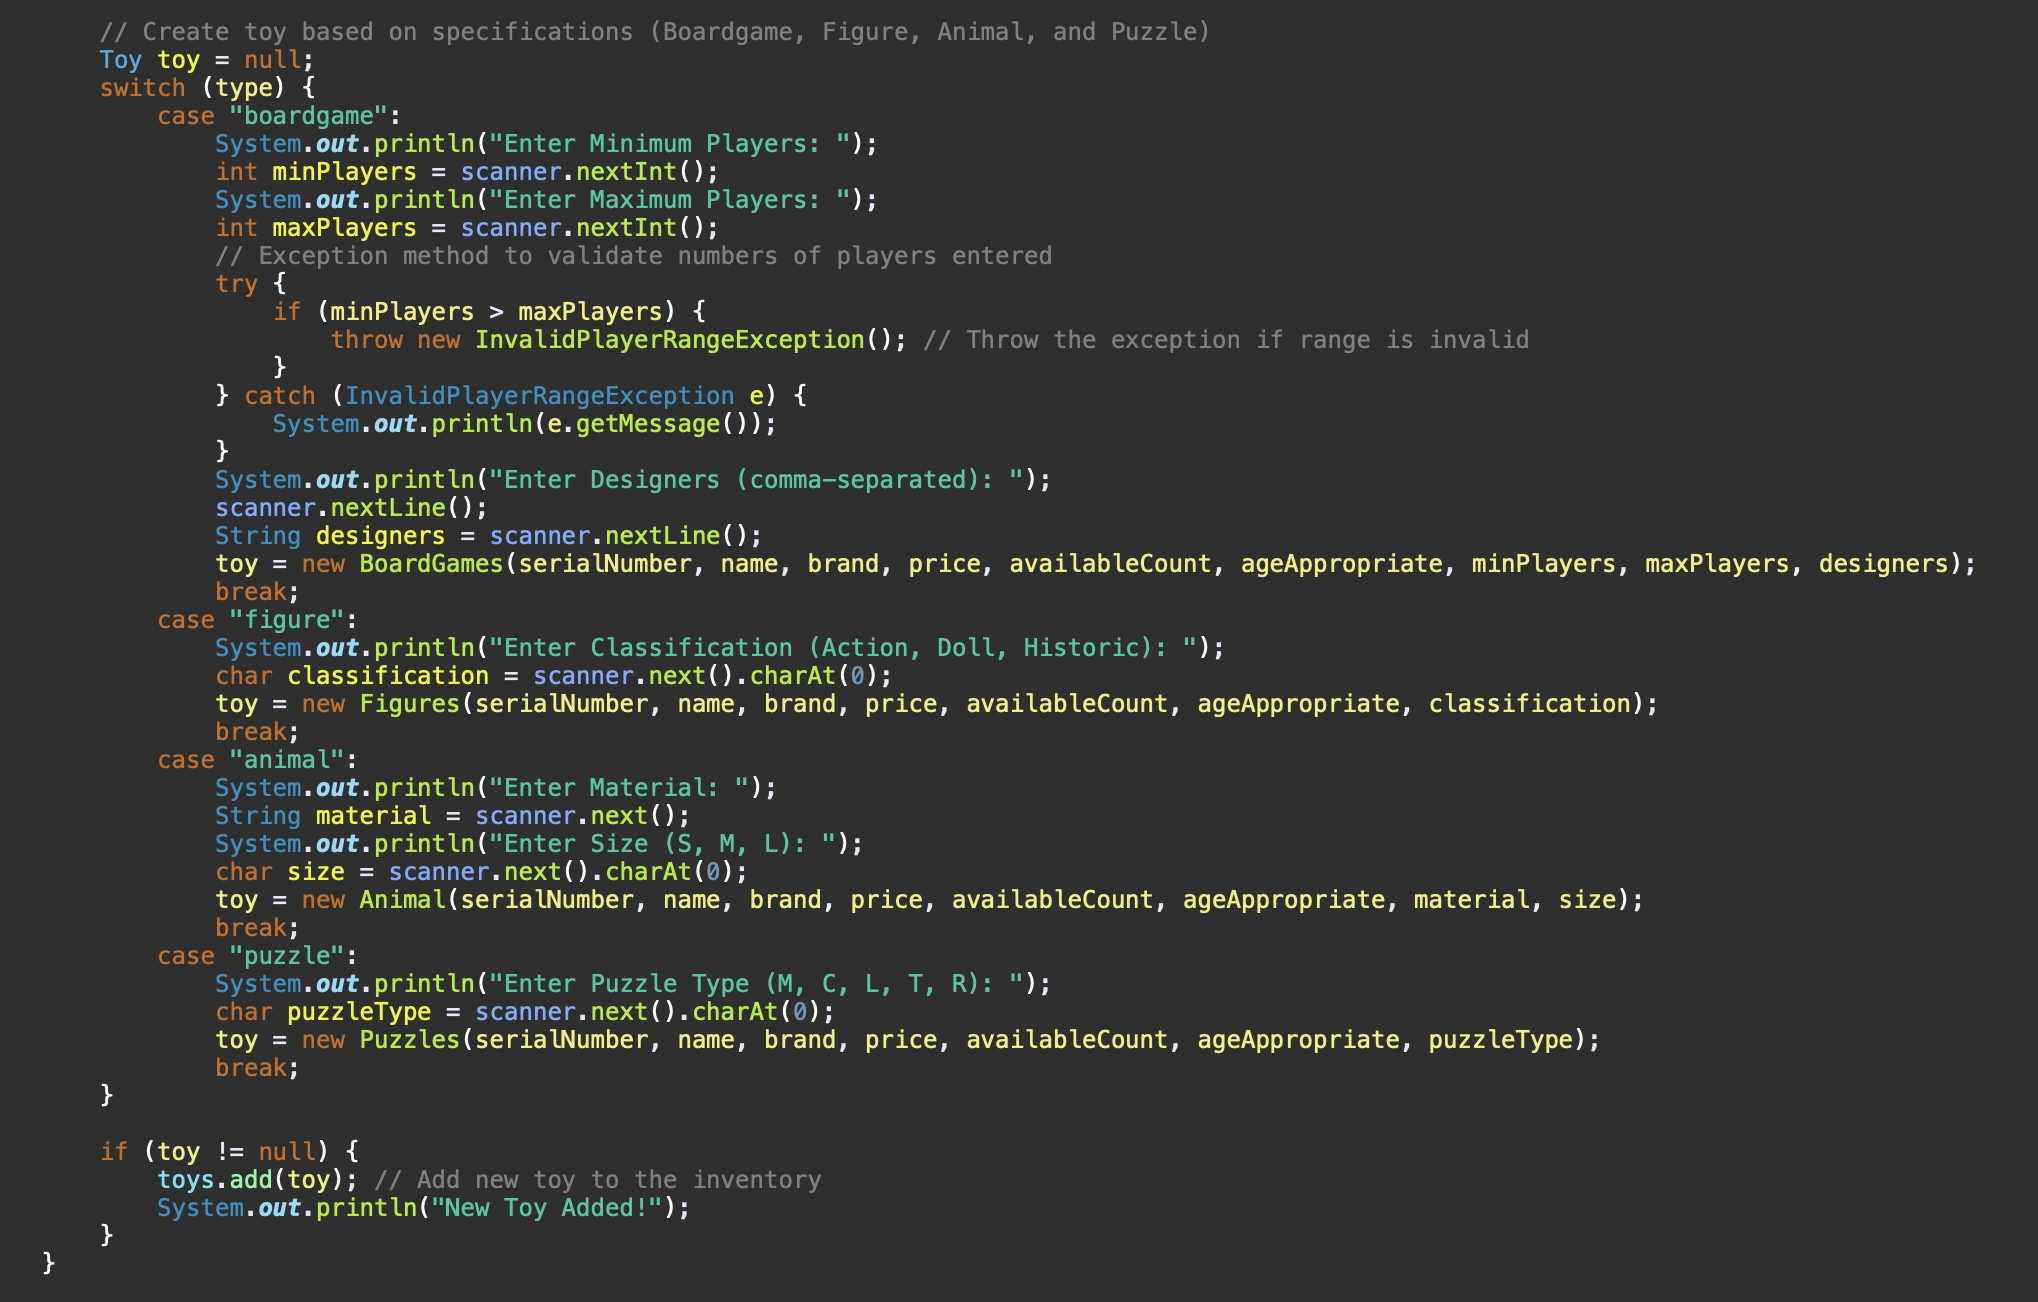 // Create toy based on specifications (Boardgame, Figure, Animal, and Puzzle)
Toy toy = null;
switch (type) {
case "boardgame":
System.out.println("Enter Minimum Players: ");
int minPlayers = scanner.nextInt();
System.out.println("Enter Maximum Players: ");
int maxPlayers = scanner.nextInt();
// Exception method to validate numbers of players entered
try {
if (minPlayers > maxPlayers) {
throw new InvalidPlayerRangeException(); // Throw the exception if range is invalid
}
} catch (InvalidPlayerRangeException e) {
System.out.println(e.getMessage());
}
System.out.println("Enter Designers (comma-separated): ");
scanner.nextLine();
String designers = scanner.nextLine();
toy = new BoardGames(serialNumber, name, brand, price, availableCount, ageAppropriate, minPlayers, maxPlayers, designers);
break;
case "figure":
System.out.println("Enter Classification (Action, Doll, Historic): ");
char classification = scanner.next().charAt(0);
toy = new Figures(serialNumber, name, brand, price, availableCount, ageAppropriate, classification);
break;
case "animal":
System.out.println("Enter Material: ");
String material = scanner.next();
System.out.println("Enter Size (S, M, L): ");
char size = scanner.next().charAt(0);
toy = new Animal(serialNumber, name, brand, price, availableCount, ageAppropriate, material, size);
break;
case "puzzle":
System.out.println("Enter Puzzle Type (M, C, L, T, R): ");
char puzzleType = scanner.next().charAt(0);
toy = new Puzzles(serialNumber, name, brand, price, availableCount, ageAppropriate, puzzleType);
break;
}
if (toy != null) {
toys.add(toy); // Add new toy to the inventory
System.out.println("New Toy Added!");
}
}